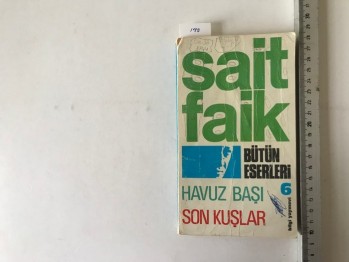 sait
faik
BÜTÜN
ESERLERİ
HAVUZ BAŞI
6
SON KUŞLAR